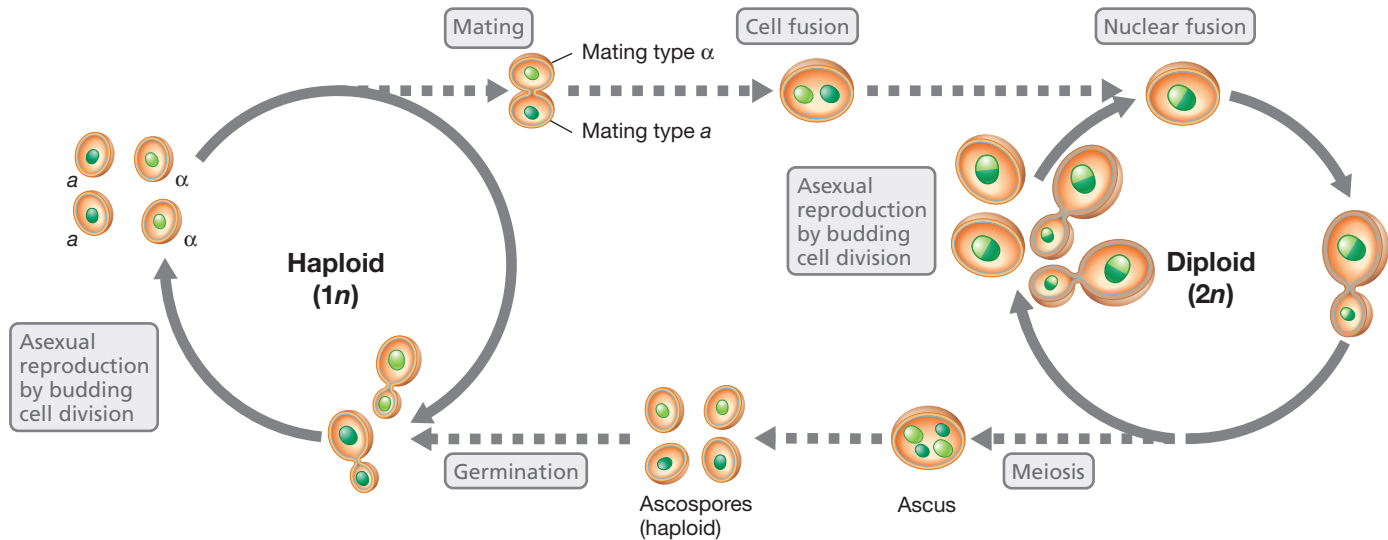 Mating
Cell fusion
Nuclear fusion
Mating type α
Mating type a
a
α
a
α
Haploid
(1n)
Asexual
reproduction
by budding
cell division
Asexual
reproduction
by budding
cell division
Diploid
(2n)
Germination
Meiosis
Ascospores
(haploid)
Ascus